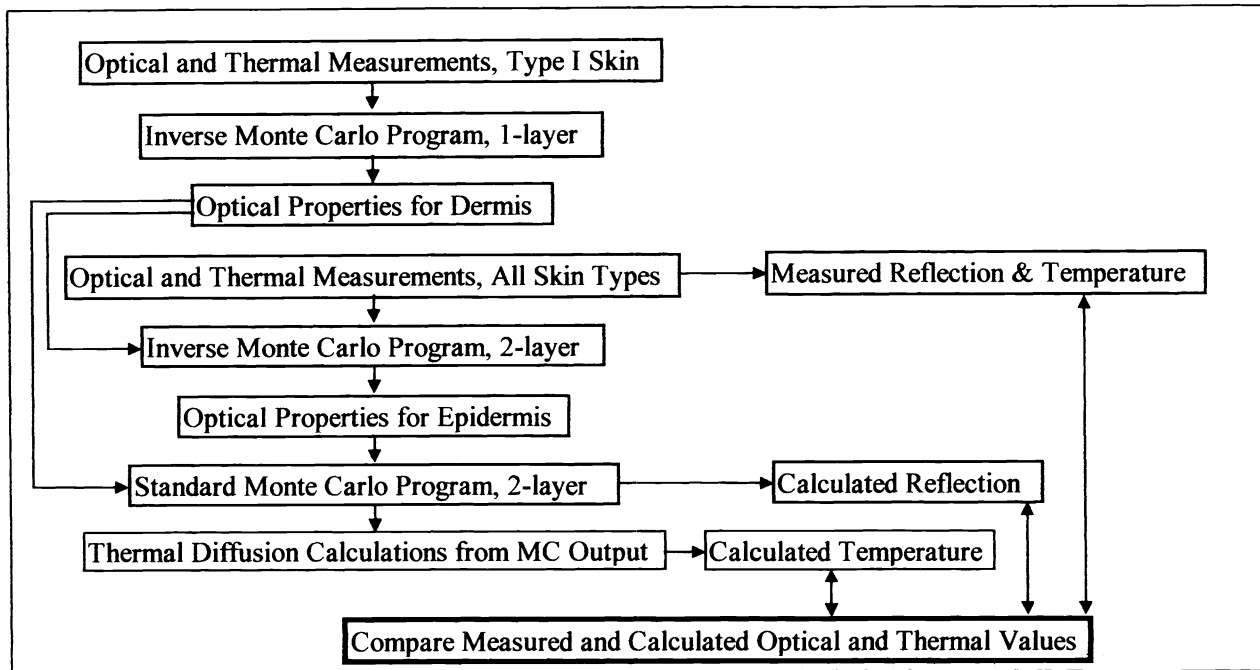 Optical and Thermal Measurements, Type I Skin
Inverse Monte Carlo Program, 1-layer
Optical Properties for Dermis
Optical and Thermal Measurements, All Skin Types
Measured Reflection & Temperature
Inverse Monte Carlo Program, 2-layer
Optical Properties for Epidermis
Standard Monte Carlo Program, 2-layer
Calculated Reflection
Thermal Diffusion Calculations from MC Output
Calculated Temperature
Compare Measured and Calculated Optical and Thermal Values